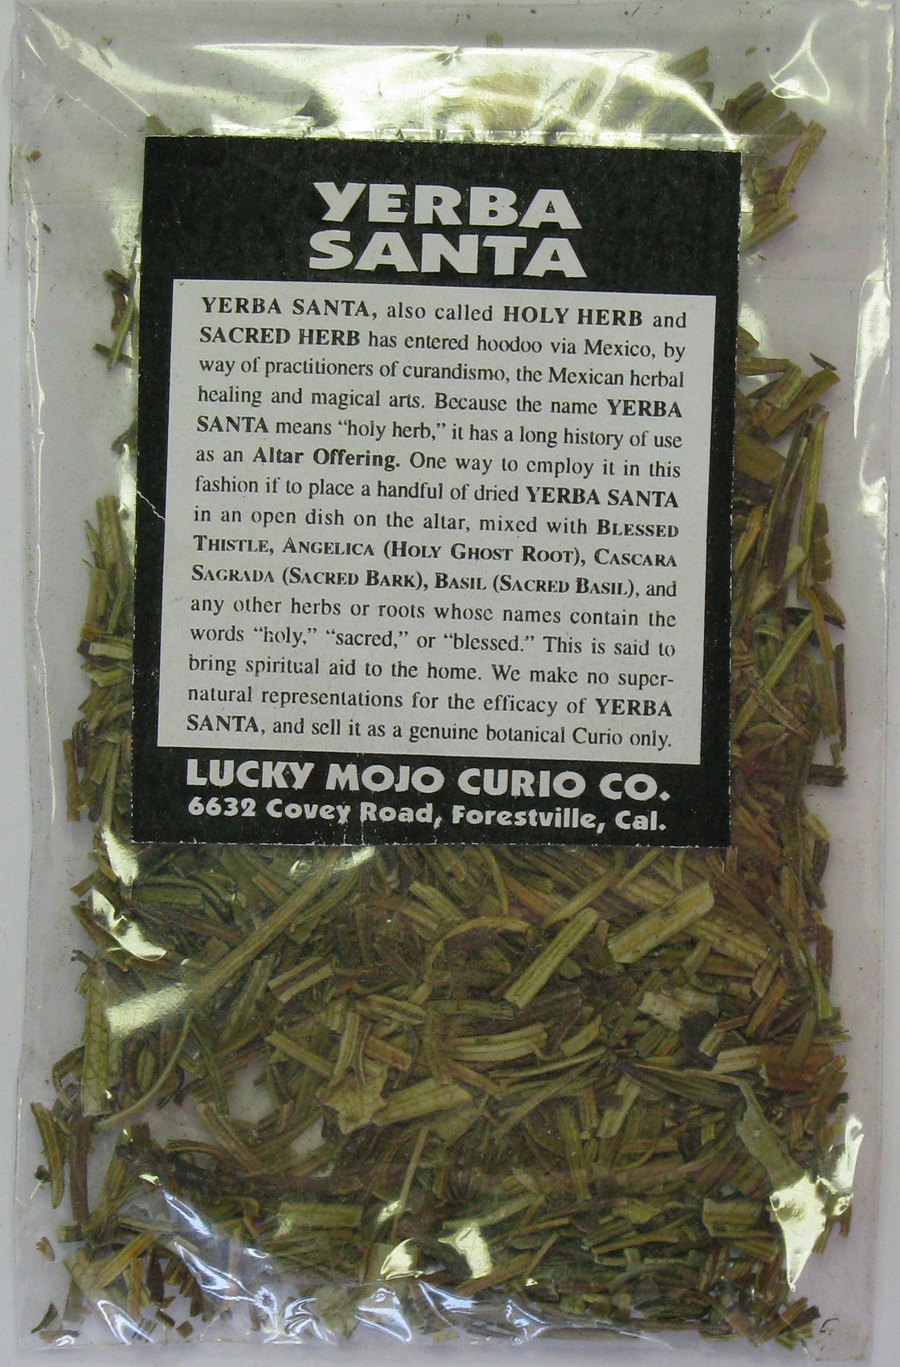 YERBA
SANTA
YERBA SANTA, also called HOLY HERB and
SACRED HERB has entered hoodoo via Mexico, by
way of practitioners of curandismo, the Mexican herbal
healing and magical arts. Because the name YERBA
SANTA means “holy herb,” it has a long history of use
as an Altar Offering. One way to employ it in this
fashion if to place a handful of dried YERBA SANTA
in an open dish on the altar, mixed with BLESSED
THISTLE, ANGELICA (HOLY GHOST ROOT), CASCARA
SAGRADA (SACRED BARK), BASIL (SACRED BASIL), and
any other herbs or roots whose names contain the
words “holy,” “sacred,” or “blessed.” This is said to
bring spiritual aid to the home. We make no super-
natural representations for the efficacy of YERBA
SANTA, and sell it as a genuine botanical Curio only.
LUCKY MOJO CURIO CO.
6632 Covey Road, Forestville, Cal.